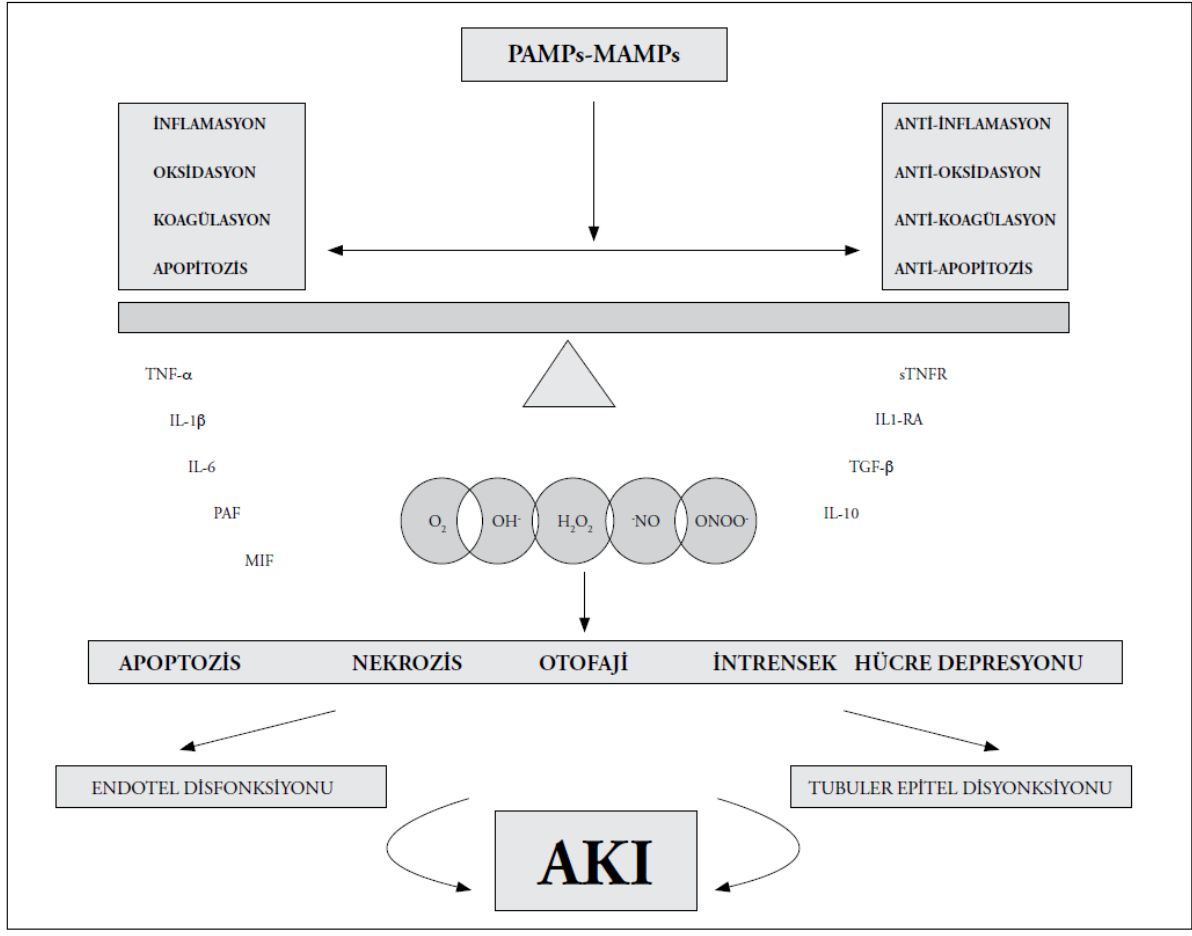 PAMPs-MAMPs
İNFLAMASYON
OKSİDASYON
KOAGÜLASYON
APOPİTOZİS
ANTİ-İNFLAMASYON
ANTİ-OKSİDASYON
ANTİ-KOAGÜLASYON
ANTİ-APOPİTOZİS
TNF-α
IL-1β
IL-6
PAF
MIF
sTNFR
IL1-RA
TGF-β
IL-10
O₂ OH⁻ H₂O₂ ⁻NO ONOO⁻
APOPTOZİS NEKROZİS OTOFAJİ İNTRENSEK HÜCRE DEPRESYONU
ENDOTEL DİSFONKSİYONU
TUBULER EPİTEL DİSYONKSİYONU
AKI